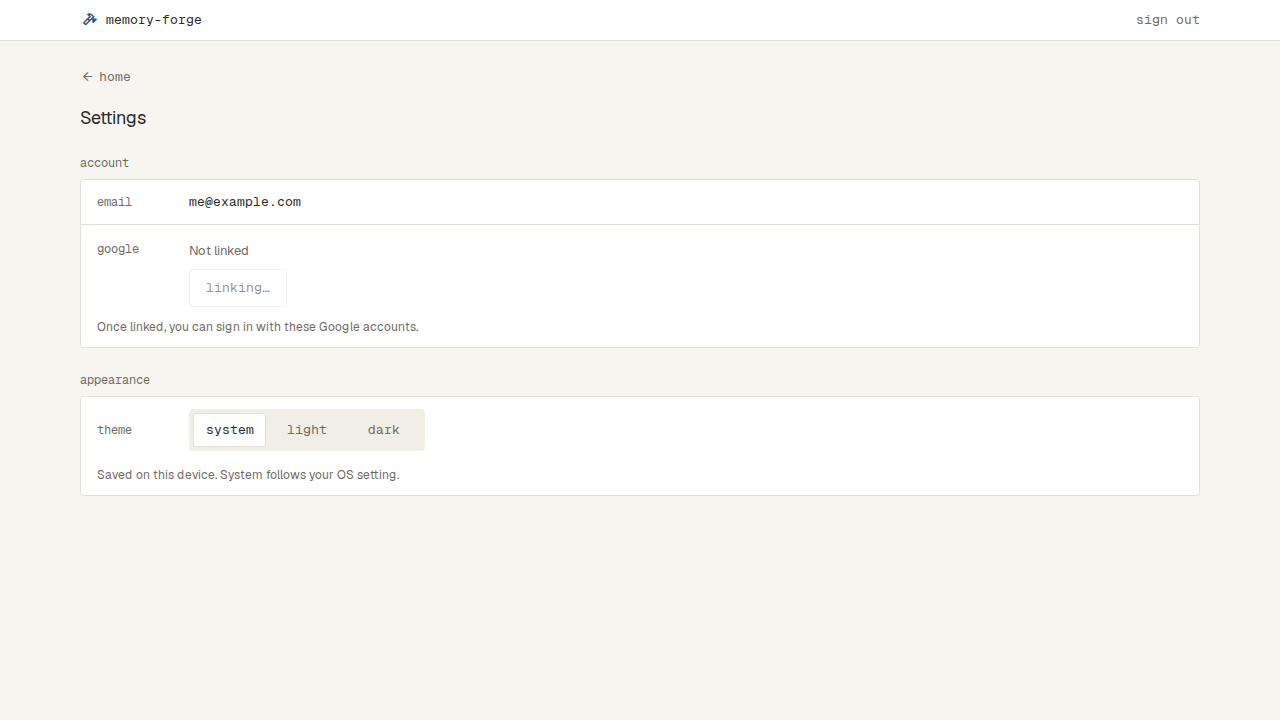 memory-forge
sign out
← home
Settings
account
email me@example.com
google Not linked
linking…
Once linked, you can sign in with these Google accounts.
appearance
theme system light dark
Saved on this device. System follows your OS setting.